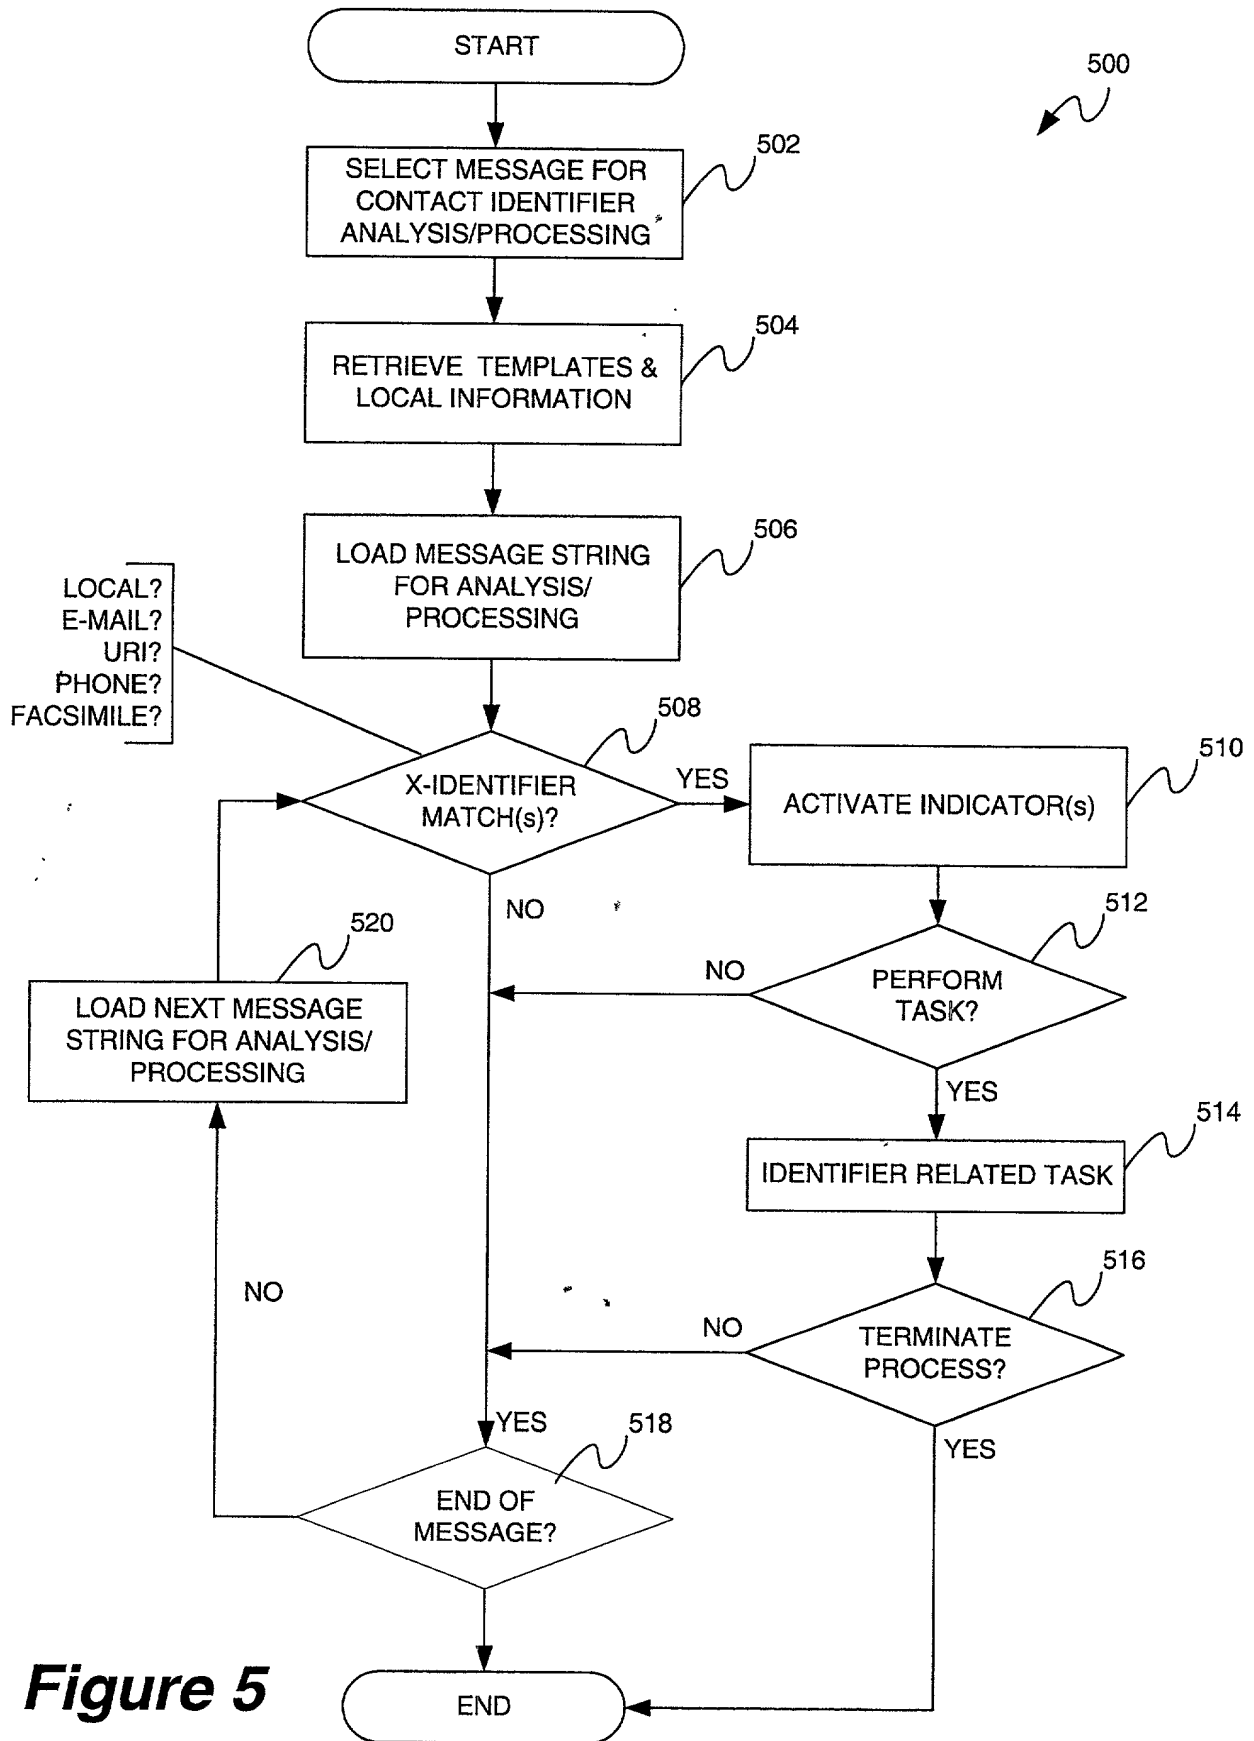 START
500
502
SELECT MESSAGE FOR
CONTACT IDENTIFIER
ANALYSIS/PROCESSING
504
RETRIEVE TEMPLATES &
LOCAL INFORMATION
506
LOAD MESSAGE STRING
FOR ANALYSIS/
PROCESSING
LOCAL?
E-MAIL?
URI?
PHONE?
FACSIMILE?
508
X-IDENTIFIER
MATCH(s)?
YES
510
ACTIVATE INDICATOR(s)
NO
512
PERFORM
TASK?
NO
520
LOAD NEXT MESSAGE
STRING FOR ANALYSIS/
PROCESSING
YES
514
IDENTIFIER RELATED TASK
516
TERMINATE
PROCESS?
NO
NO
YES
YES
518
END OF
MESSAGE?
END
Figure 5